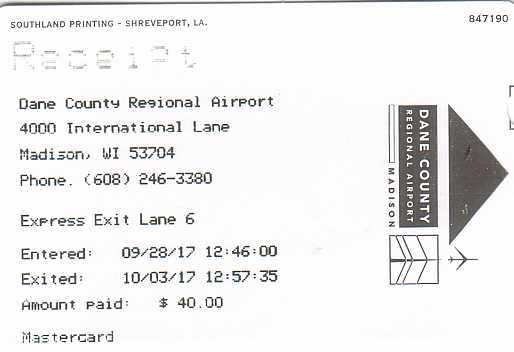 SOUTHLAND PRINTING - SHREVEPORT, LA.
847190
Receipt
Dane County Regional Airport
4000 International Lane
Madison, WI 53704
Phone. (608) 246-3380
Express Exit Lane 6
Entered: 09/28/17 12:46:00
Exited: 10/03/17 12:57:35
Amount paid: $ 40.00
Mastercard
DANE COUNTY
REGIONAL AIRPORT
MADISON